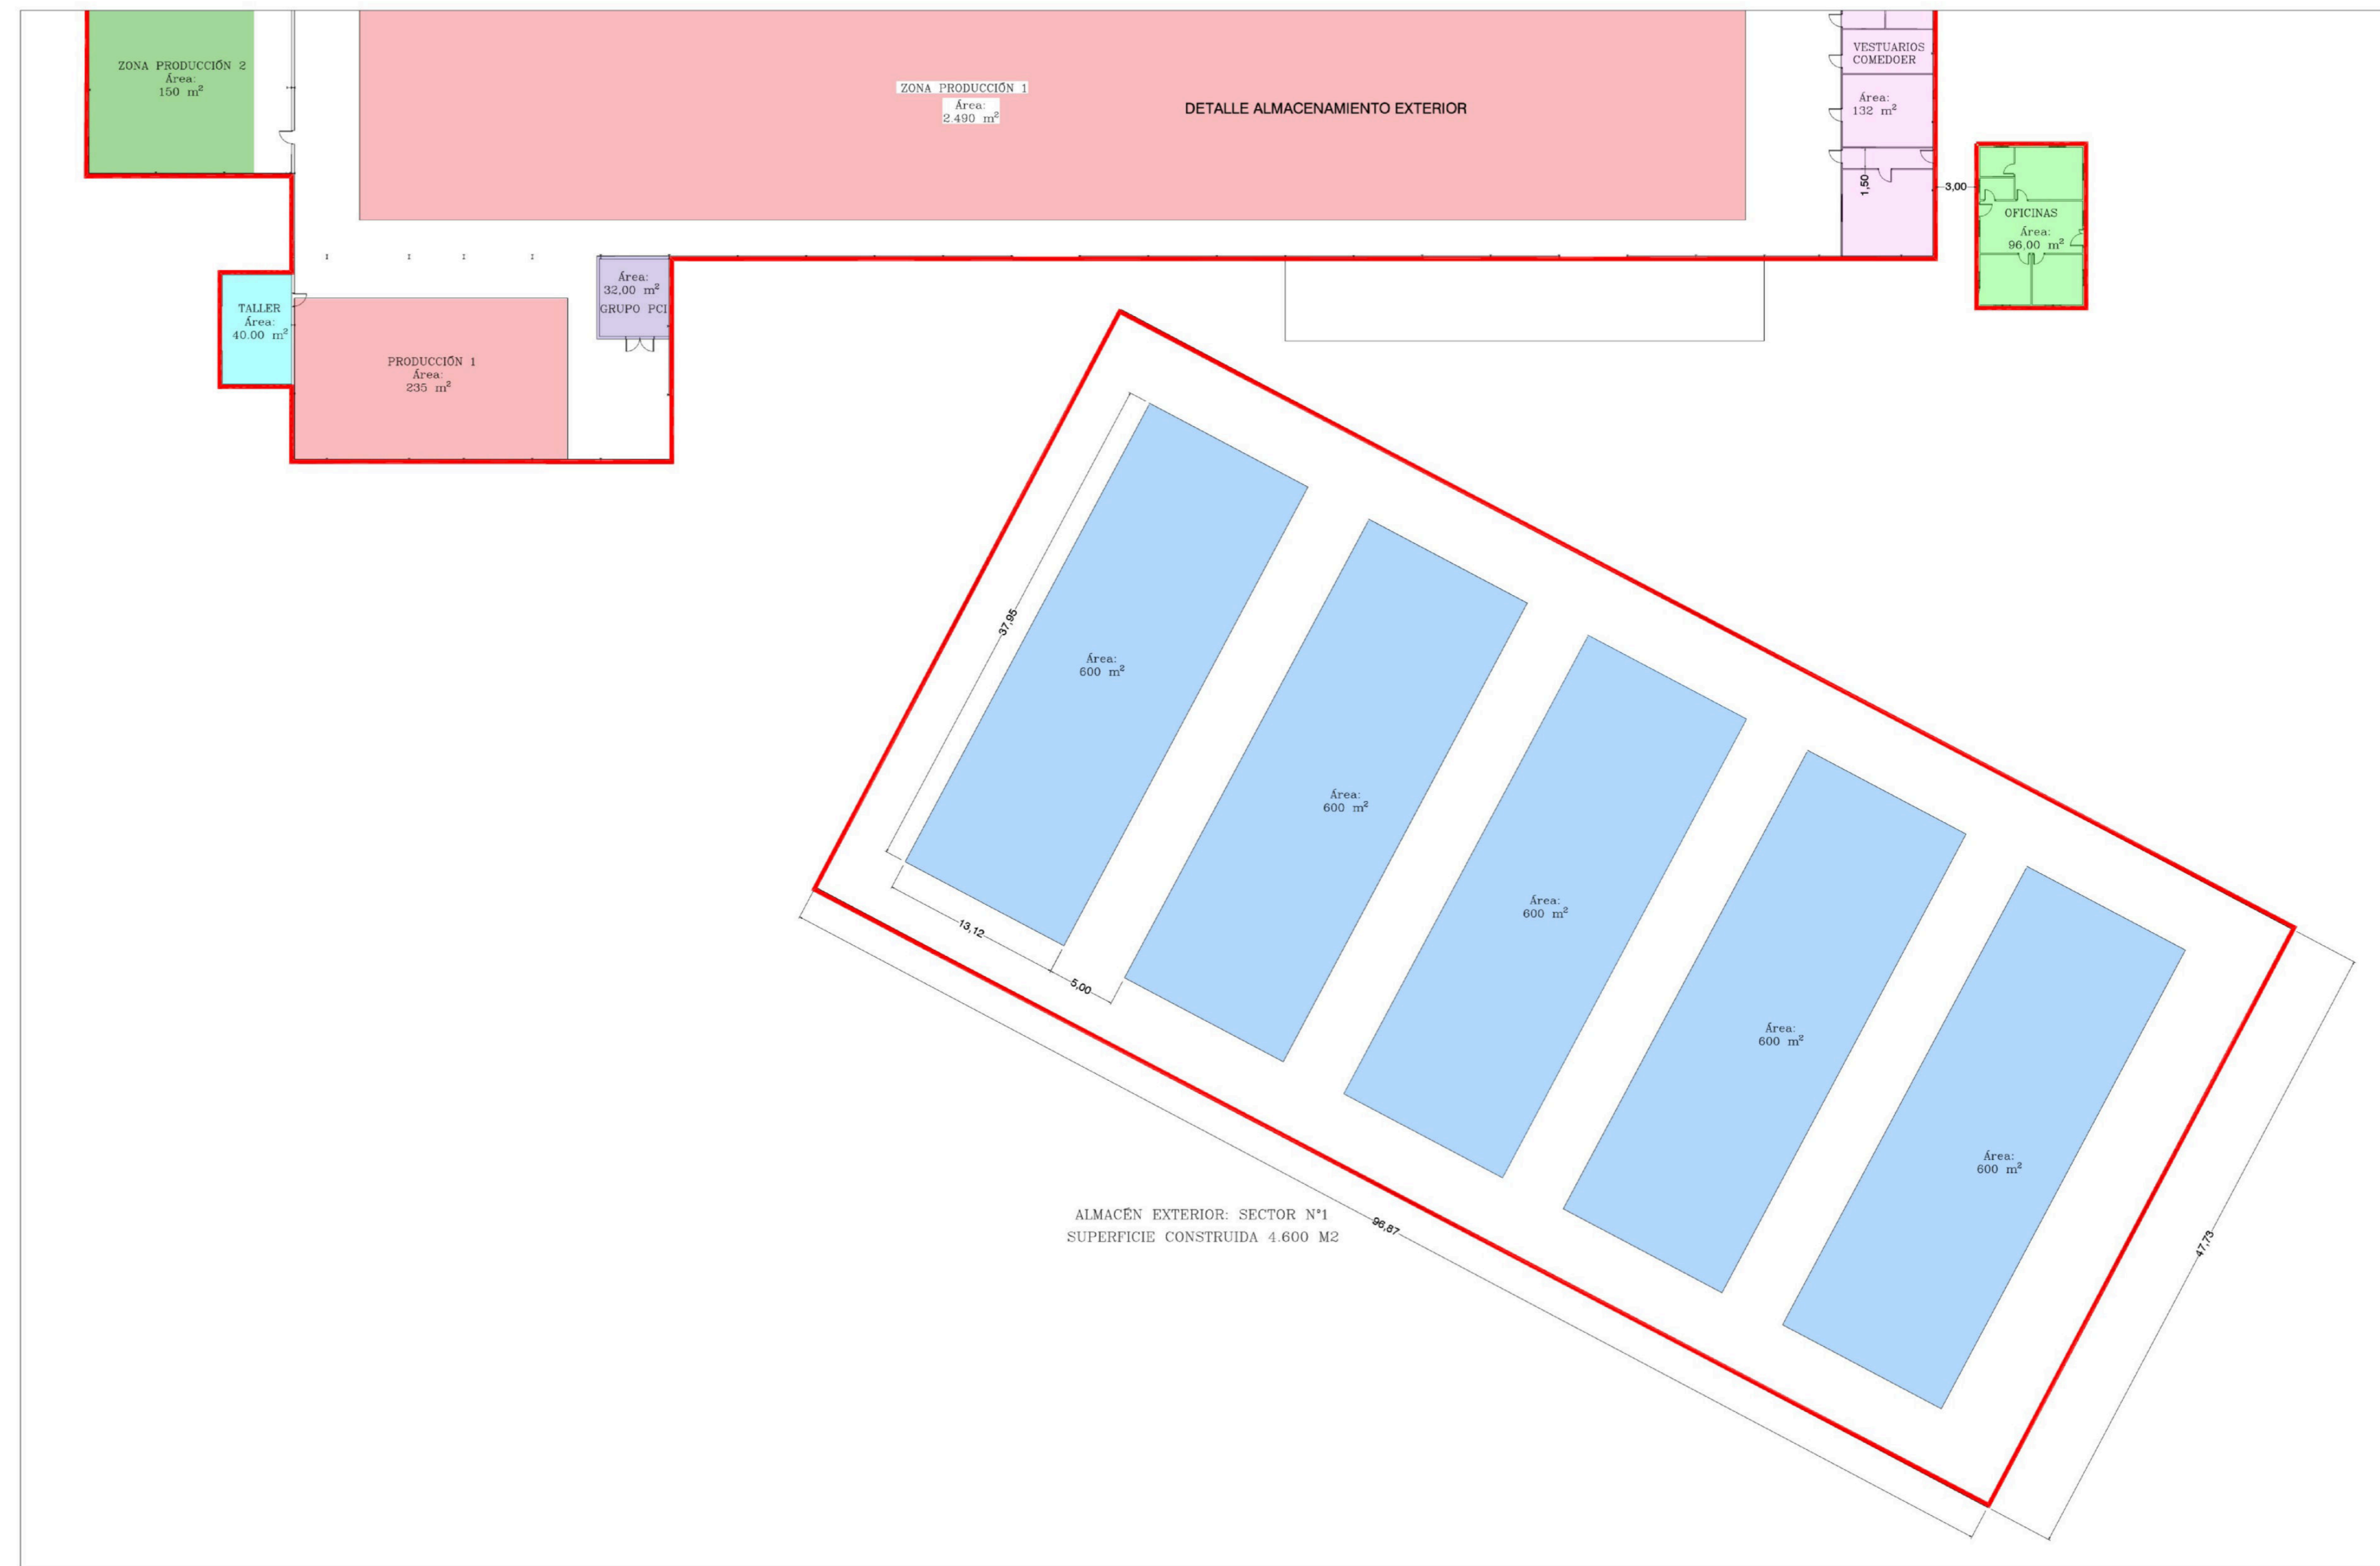 ZONA PRODUCCIÓN 2
Área:
150 m²
ZONA PRODUCCIÓN 1
Área:
2.490 m²
DETALLE ALMACENAMIENTO EXTERIOR
VESTUARIOS
COMEDOER
Área:
132 m²
1,50
3,00
OFICINAS
Área:
96,00 m²
TALLER
Área:
40.00 m²
Área:
32,00 m²
GRUPO PCI
PRODUCCIÓN 1
Área:
235 m²
37,95
Área:
600 m²
Área:
600 m²
Área:
600 m²
Área:
600 m²
Área:
600 m²
13,12
5,00
96,87
47,73
ALMACÉN EXTERIOR: SECTOR Nº1
SUPERFICIE CONSTRUIDA 4.600 M2